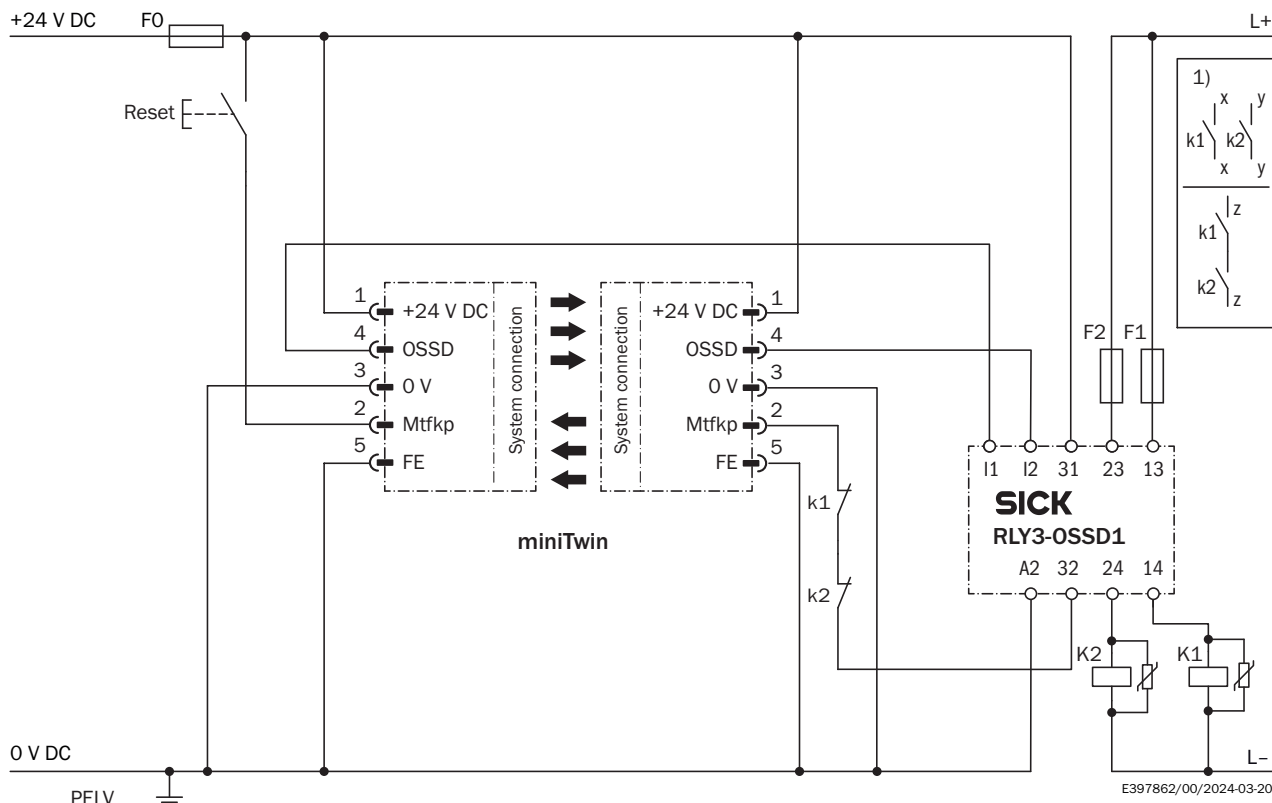 +24 V DC F0 L+
Reset
1)
x y
k1 k2
x y
z
k1
k2
z
1 +24 V DC
4 OSSD
3 0 V
2 Mtfkp
5 FE
System connection
System connection
+24 V DC 1
OSSD 4
0 V 3
Mtfkp 2
FE 5
miniTwin
k1
k2
F2 F1
I1 I2 31 23 13
SICK
RLY3-OSSD1
A2 32 24 14
K2 K1
0 V DC L–
PELV
E397862/00/2024-03-20